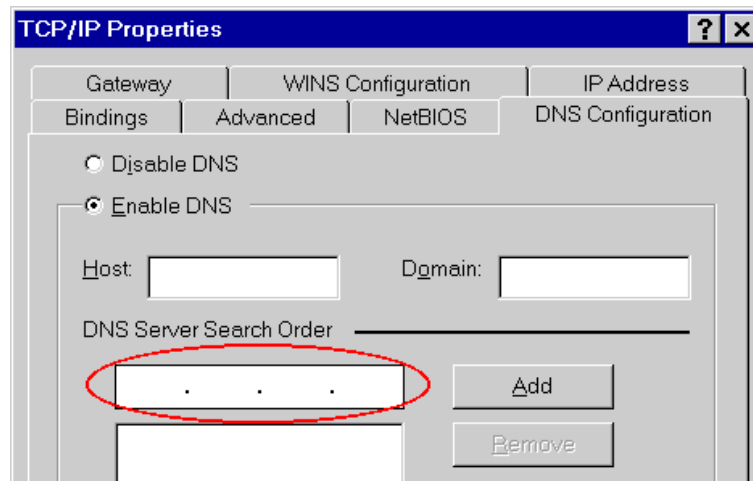 TCP/IP Properties
Gateway WINS Configuration IP Address
Bindings Advanced NetBIOS DNS Configuration
Disable DNS
Enable DNS
Host: Domain:
DNS Server Search Order
. . . Add
Remove